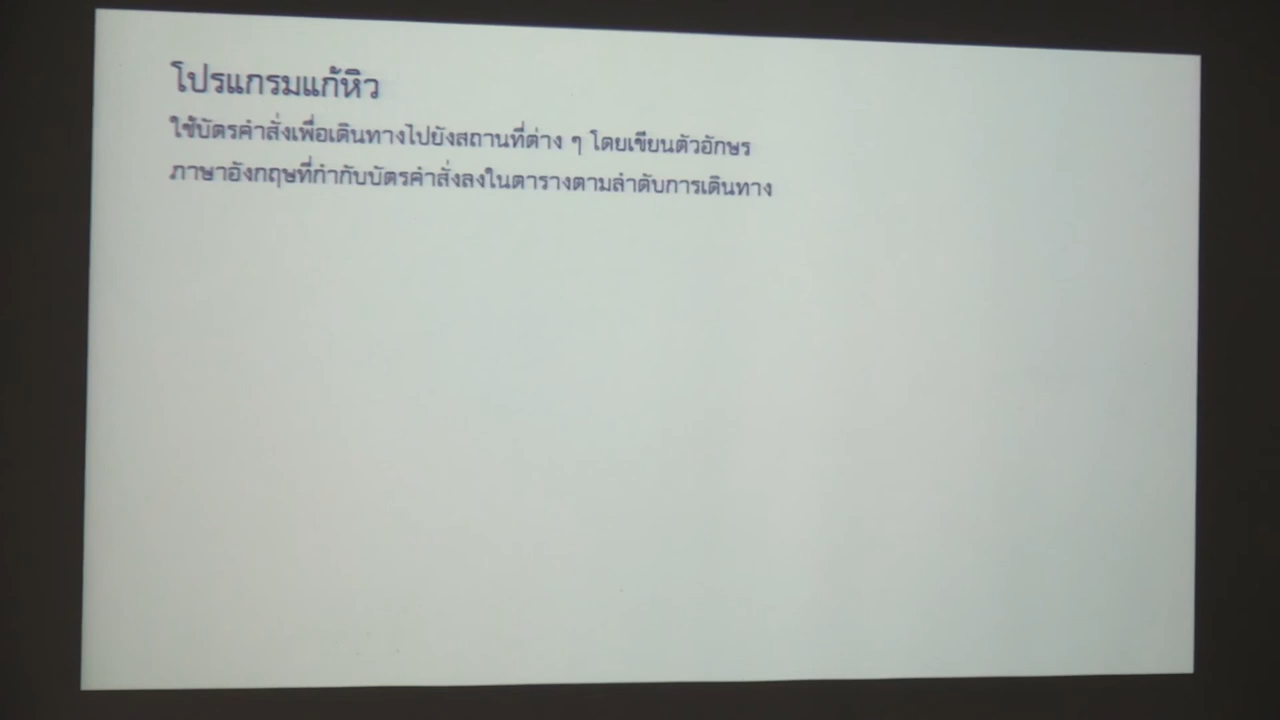 โปรแกรมแก้หิว
ใช้บัตรคำสั่งเพื่อเดินทางไปยังสถานที่ต่าง ๆ โดยเขียนตัวอักษร
ภาษาอังกฤษที่กำกับบัตรคำสั่งลงในตารางตามลำดับการเดินทาง